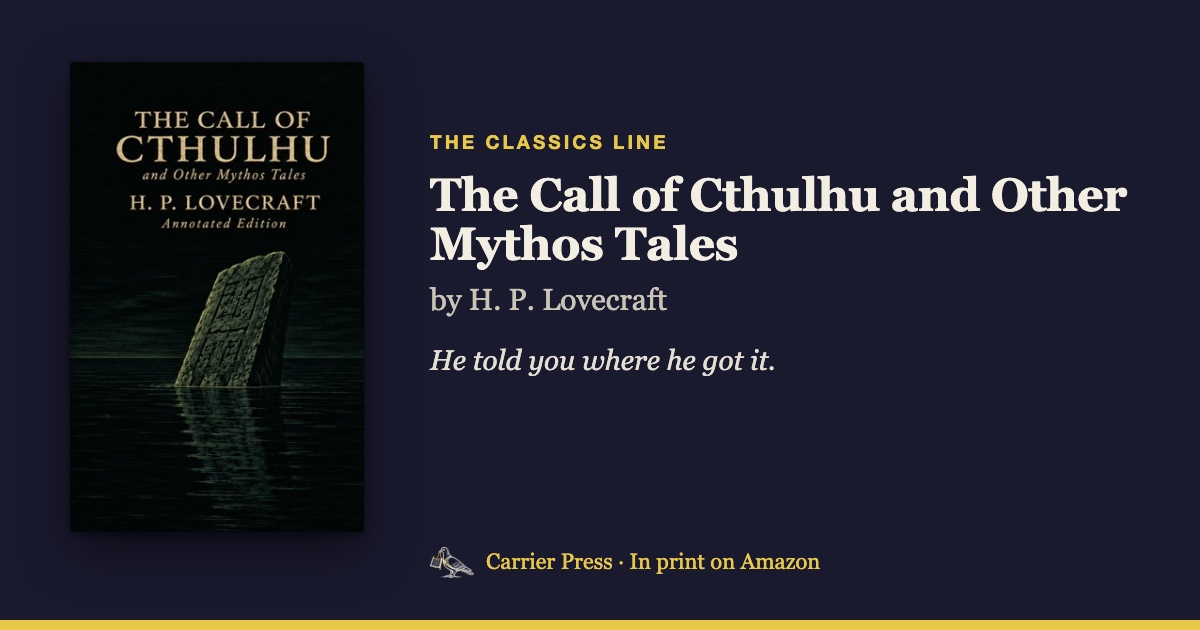 THE CALL OF
CTHULHU
and Other Mythos Tales
H. P. LOVECRAFT
Annotated Edition
THE CLASSICS LINE
The Call of Cthulhu and Other
Mythos Tales
by H. P. Lovecraft
He told you where he got it.
Carrier Press · In print on Amazon